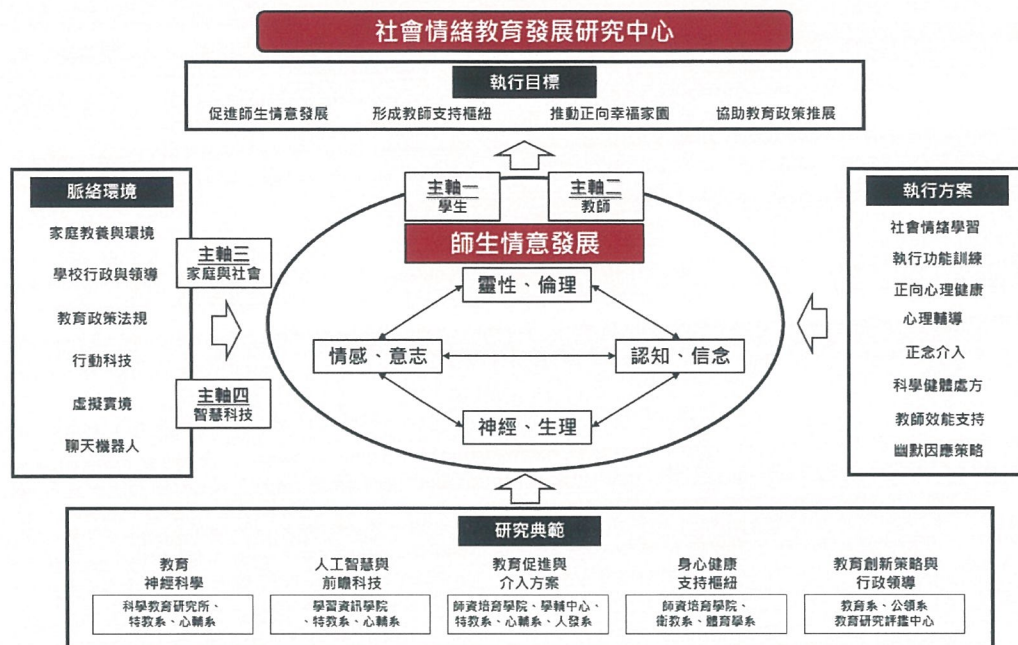 社會情緒教育發展研究中心
執行目標
促進師生情意發展 形成教師支持樞紐 推動正向幸福家園 協助教育政策推展
脈絡環境
家庭教養與環境
學校行政與領導
教育政策法規
行動科技
虛擬實境
聊天機器人
主軸一
學生
主軸二
教師
主軸三
家庭與社會
主軸四
智慧科技
師生情意發展
靈性、倫理
情感、意志
認知、信念
神經、生理
執行方案
社會情緒學習
執行功能訓練
正向心理健康
心理輔導
正念介入
科學健體處方
教師效能支持
幽默因應策略
研究典範
教育
神經科學
科學教育研究所、
特教系、心輔系
人工智慧與
前瞻科技
學習資訊學院
、特教系、心輔系
教育促進與
介入方案
師資培育學院、學輔中心、
特教系、心輔系、人發系
身心健康
支持樞紐
師資培育學院、
衛教系、體育學系
教育創新策略與
行政領導
教育系、公領系
教育研究評鑑中心